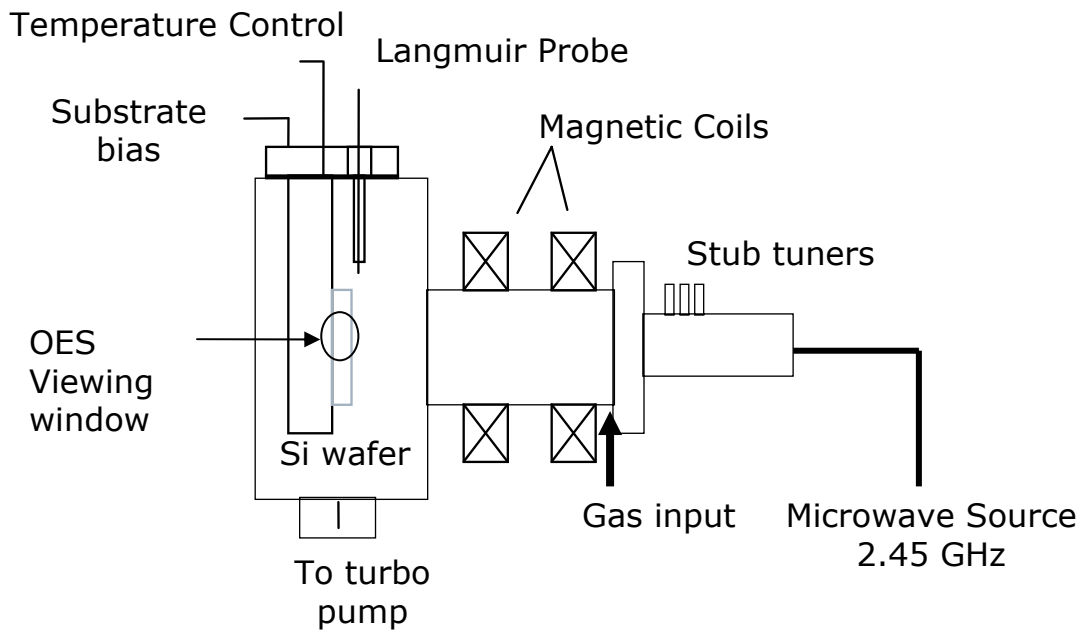 Temperature Control
Langmuir Probe
Substrate
bias
Magnetic Coils
Stub tuners
OES
Viewing
window
Si wafer
Gas input
Microwave Source
2.45 GHz
To turbo
pump